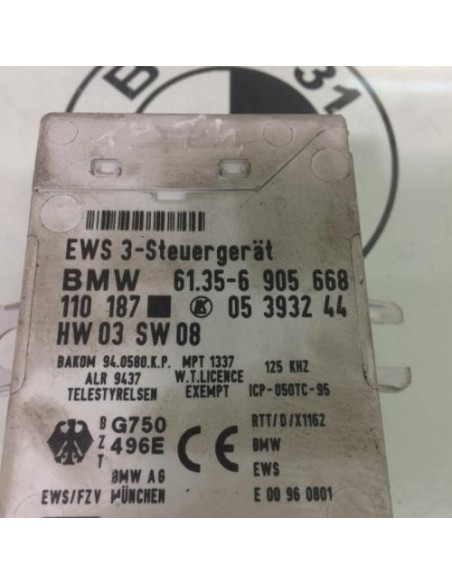 B
31
EWS 3-Steuergerät
BMW 61.35-6 905 668
110 187 05 3932 44
HW 03 SW 08
BAKOM 94.0580.K.P. MPT 1337 125 KHZ
ALR 9437 W.T.LICENCE
TELESTYRELSEN EXEMPT ICP-050TC-95
B Z T G750 496E CE RTT/D/X1162
BMW
BMW AG EWS
EWS/FZV MÜNCHEN E 00 96 0801